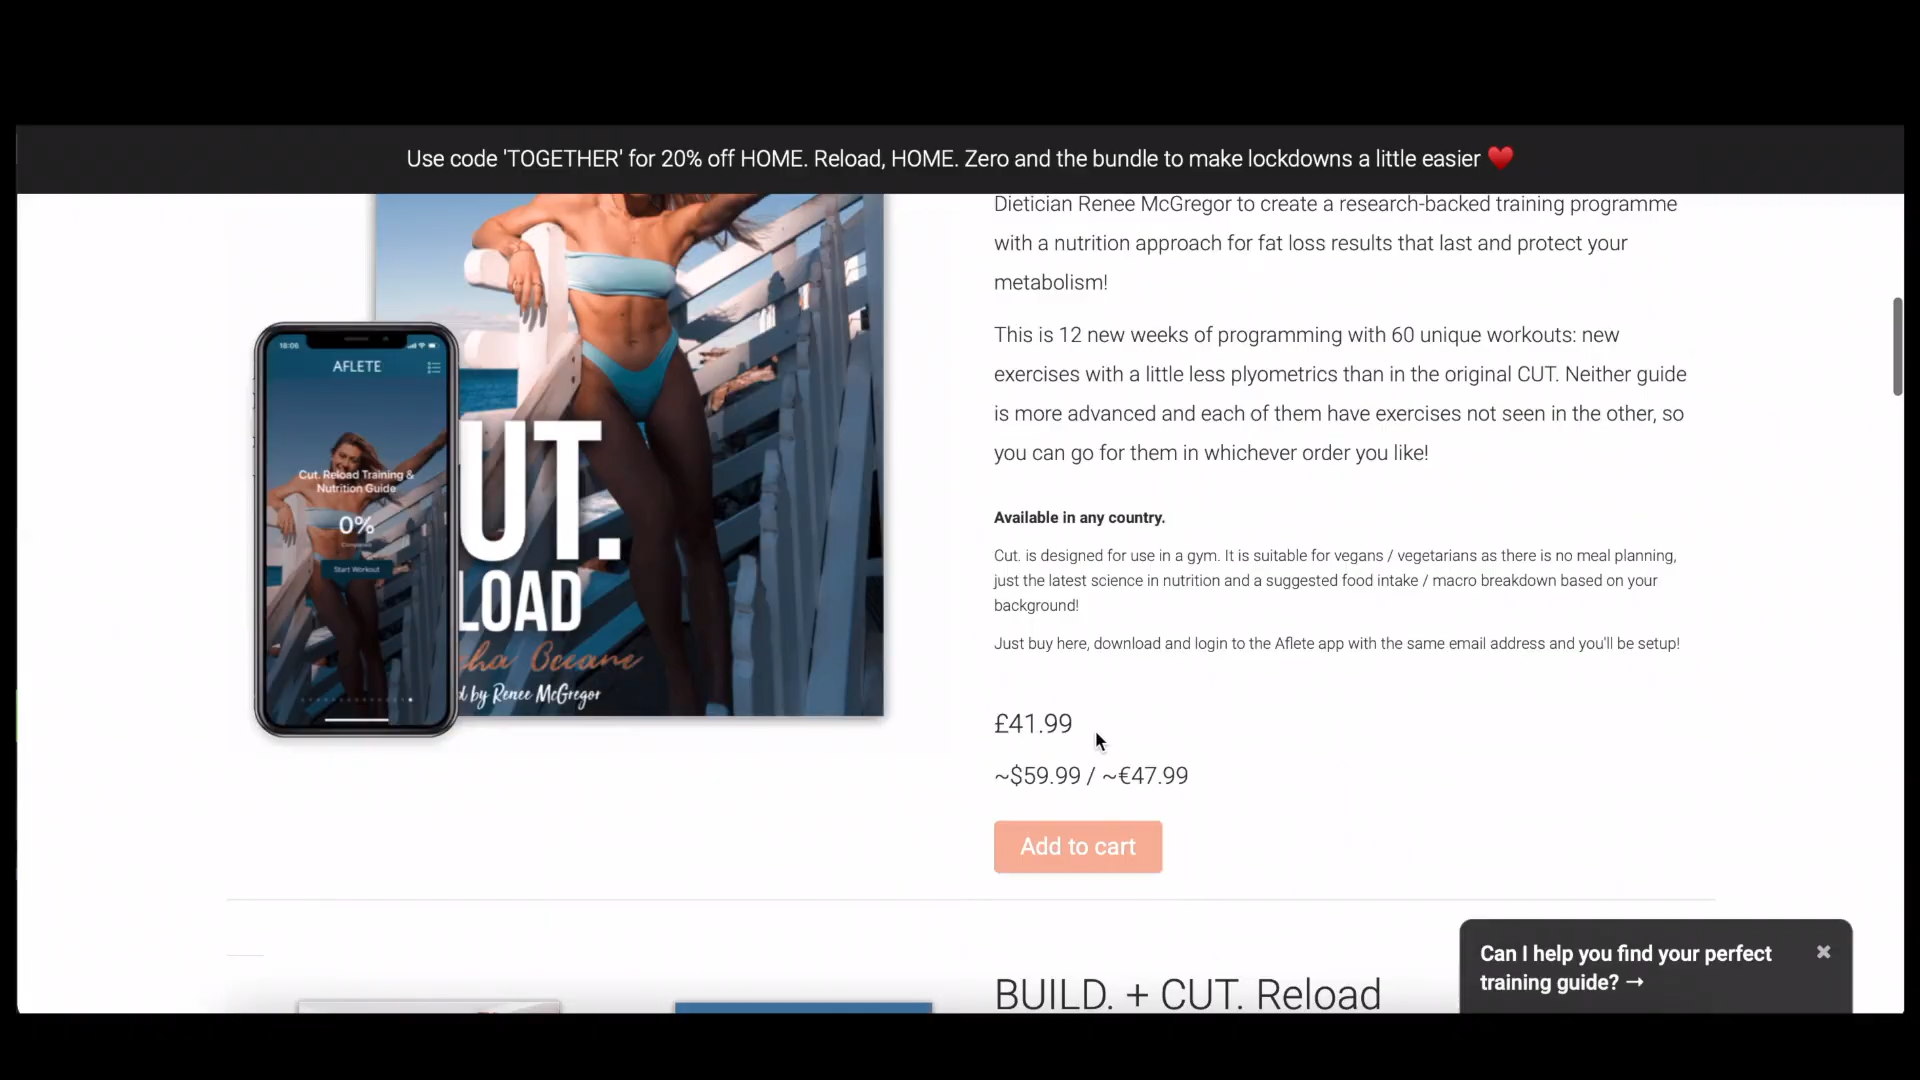 Use code 'TOGETHER' for 20% off HOME. Reload, HOME. Zero and the bundle to make lockdowns a little easier ❤️
Dietician Renee McGregor to create a research-backed training programme
with a nutrition approach for fat loss results that last and protect your
metabolism!
This is 12 new weeks of programming with 60 unique workouts: new
exercises with a little less plyometrics than in the original CUT. Neither guide
is more advanced and each of them have exercises not seen in the other, so
you can go for them in whichever order you like!
Available in any country.
Cut. is designed for use in a gym. It is suitable for vegans / vegetarians as there is no meal planning,
just the latest science in nutrition and a suggested food intake / macro breakdown based on your
background!
Just buy here, download and login to the Aflete app with the same email address and you'll be setup!
£41.99
~$59.99 / ~€47.99
Add to cart
18:06
AFLETE
Cut. Reload Training &
Nutrition Guide
0%
Start Workout
UT.
LOAD
ha Oceane
d by Renee McGregor
BUILD. + CUT. Reload
Can I help you find your perfect
training guide? →